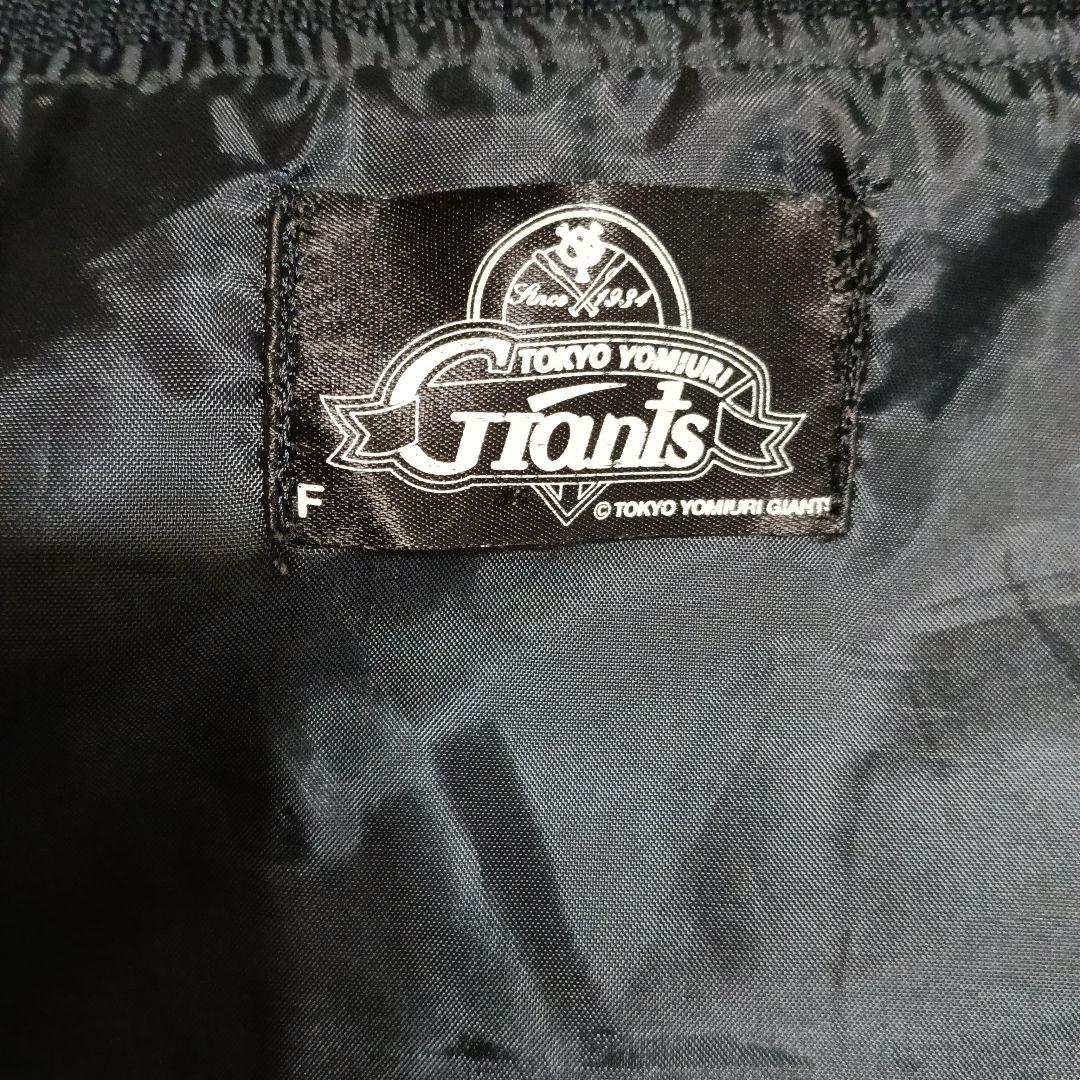 Since 1934
TOKYO YOMIURI
Giants
F
© TOKYO YOMIURI GIANTS